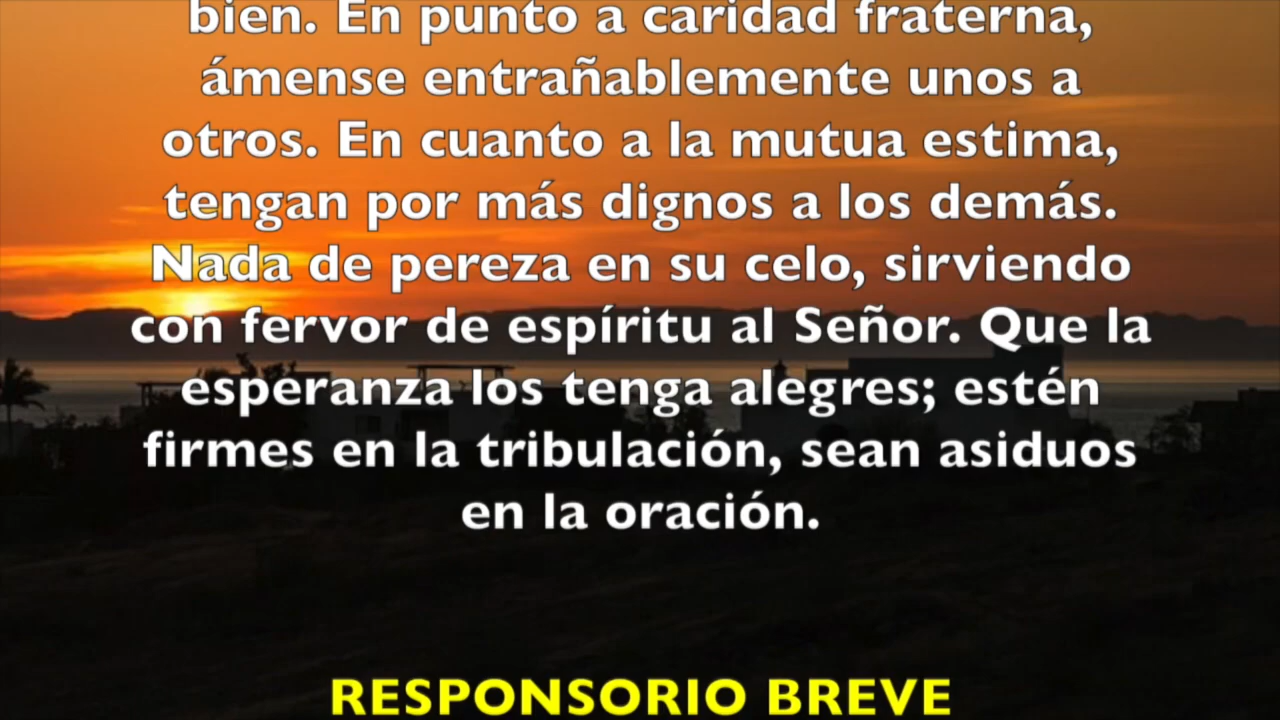 bien. En punto a caridad fraterna,
ámense entrañablemente unos a
otros. En cuanto a la mutua estima,
tengan por más dignos a los demás.
Nada de pereza en su celo, sirviendo
con fervor de espíritu al Señor. Que la
esperanza los tenga alegres; estén
firmes en la tribulación, sean asiduos
en la oración.
RESPONSORIO BREVE